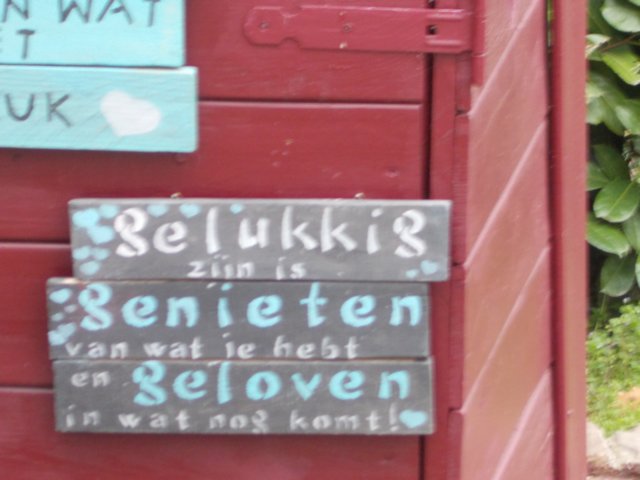 N WAT
ET
UK
gelukkig
zijn is
genieten
van wat je hebt
en geloven
in wat nog komt!